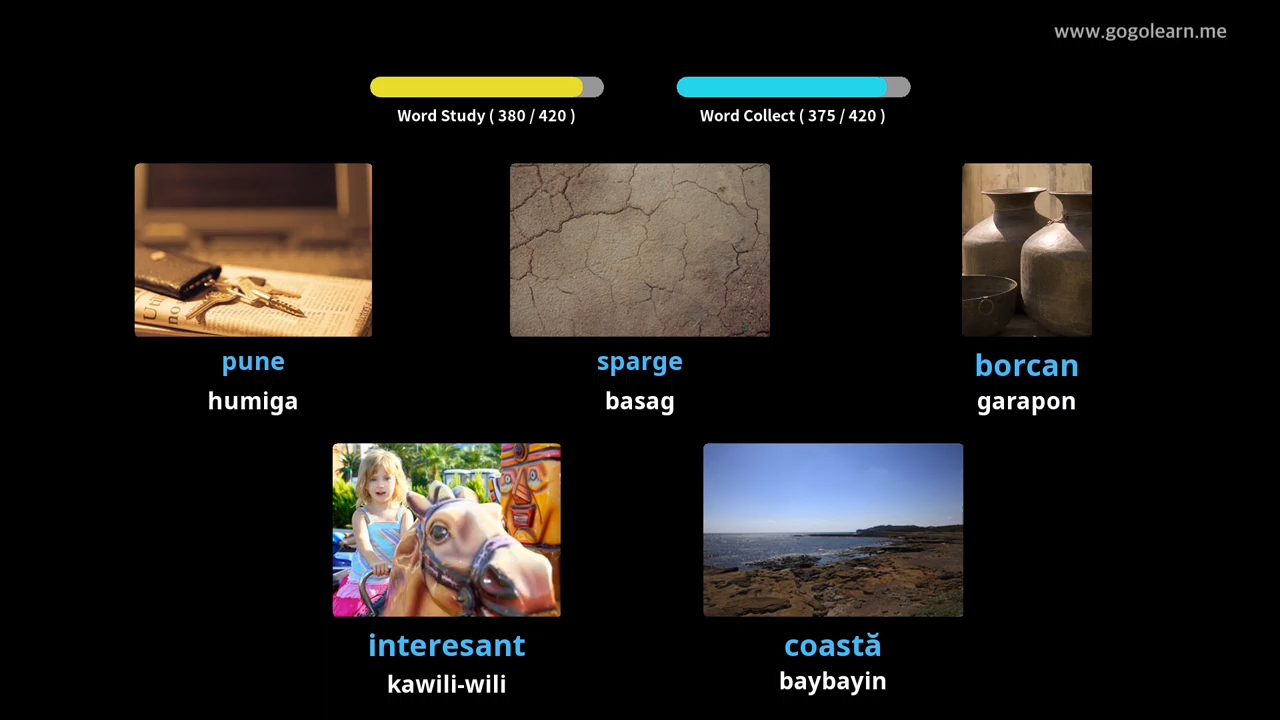 www.gogolearn.me
Word Study ( 380 / 420 )
Word Collect ( 375 / 420 )
pune
humiga
sparge
basag
borcan
garapon
interesant
kawili-wili
coastă
baybayin